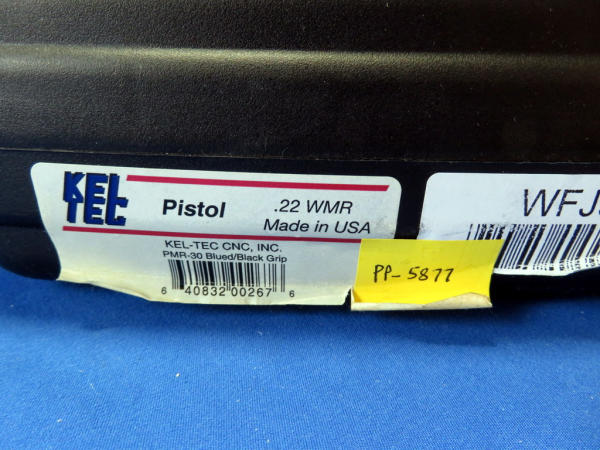 KEL
TEC
Pistol
.22 WMR
Made in USA
KEL-TEC CNC, INC.
PMR-30 Blued/Black Grip
6 40832 00267 6
PP-5877
WFJ